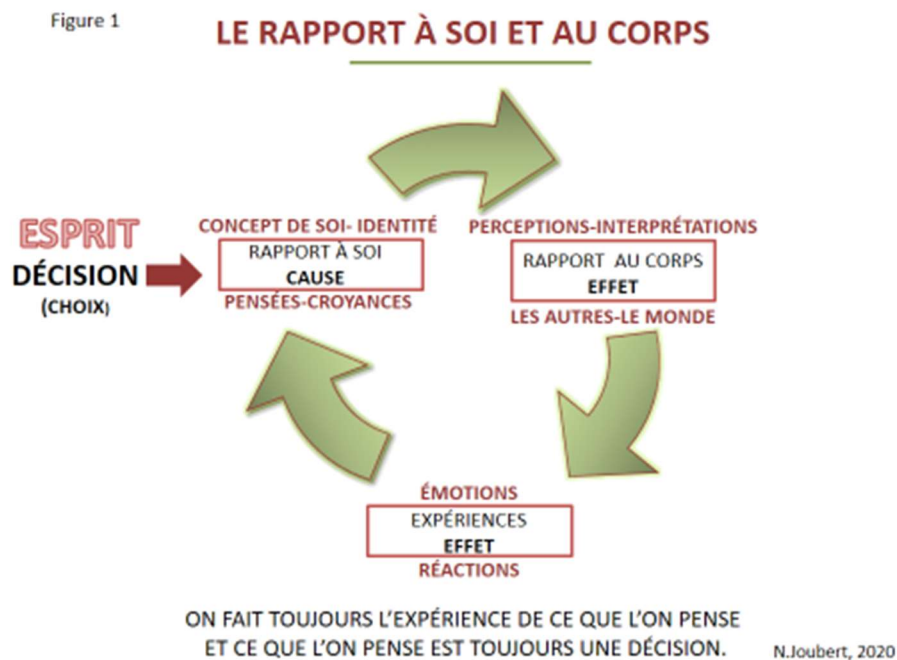 Figure 1
LE RAPPORT À SOI ET AU CORPS
ESPRIT
DÉCISION
(CHOIX)
CONCEPT DE SOI- IDENTITÉ
RAPPORT À SOI
CAUSE
PENSÉES-CROYANCES
PERCEPTIONS-INTERPRÉTATIONS
RAPPORT AU CORPS
EFFET
LES AUTRES-LE MONDE
ÉMOTIONS
EXPÉRIENCES
EFFET
RÉACTIONS
ON FAIT TOUJOURS L'EXPÉRIENCE DE CE QUE L'ON PENSE
ET CE QUE L'ON PENSE EST TOUJOURS UNE DÉCISION.
N.Joubert, 2020